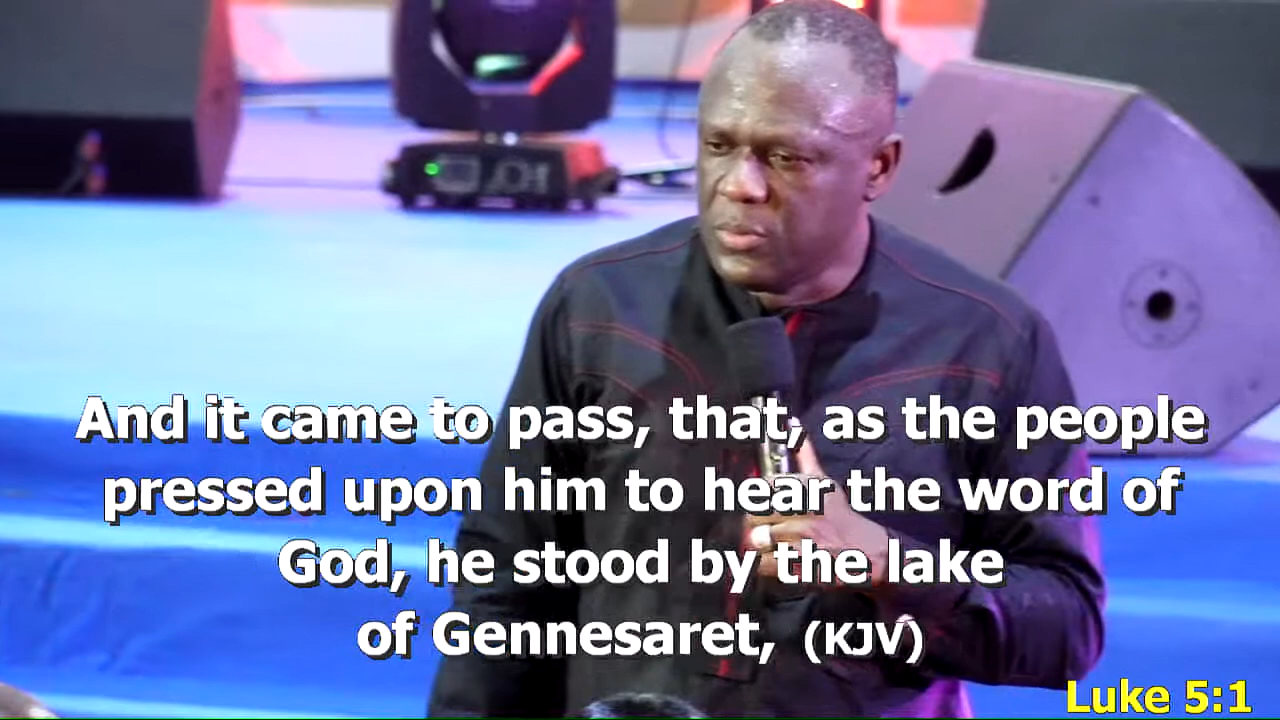 And it came to pass, that, as the people
pressed upon him to hear the word of
God, he stood by the lake
of Gennesaret, (KJV)
Luke 5:1